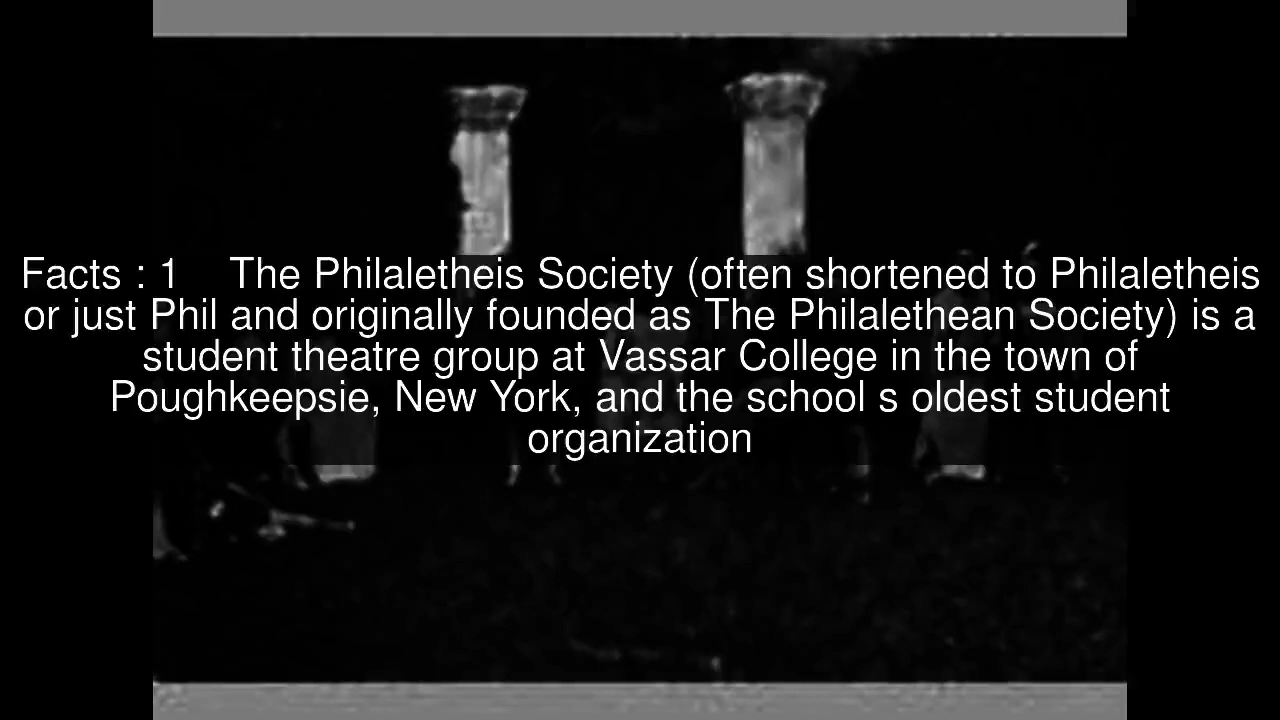 Facts : 1    The Philaletheis Society (often shortened to Philaletheis
or just Phil and originally founded as The Philalethean Society) is a
student theatre group at Vassar College in the town of
Poughkeepsie, New York, and the school s oldest student
organization